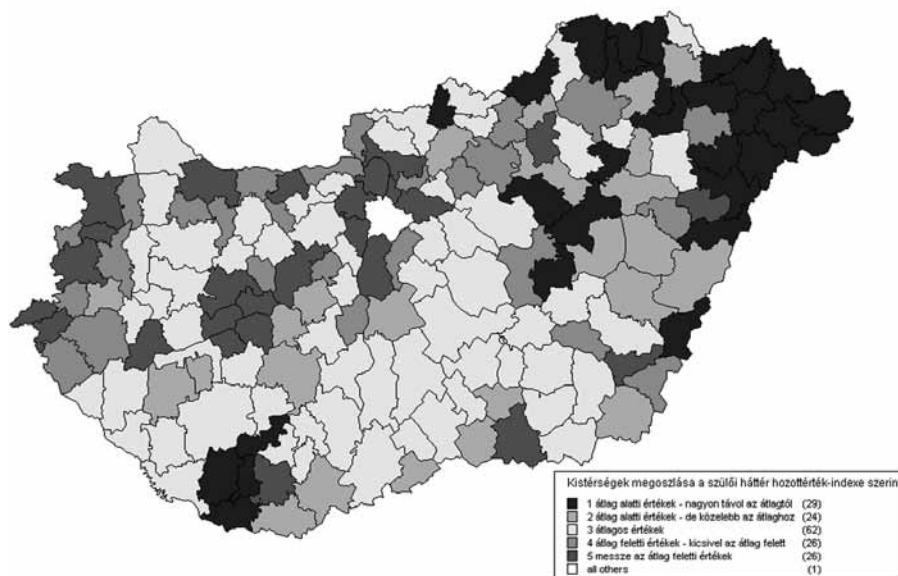 Kistérségek megoszlása a szülői háttér hozottérték-indexe szerin
1 átlag alatti értékek - nagyon távol az átlagtól (29)
2 átlag alatti értékek - de közelebb az átlaghoz (24)
3 átlagos értékek (62)
4 átlag feletti értékek - kicsivel az átlag felett (26)
5 messze az átlag feletti értékek (26)
all others (1)